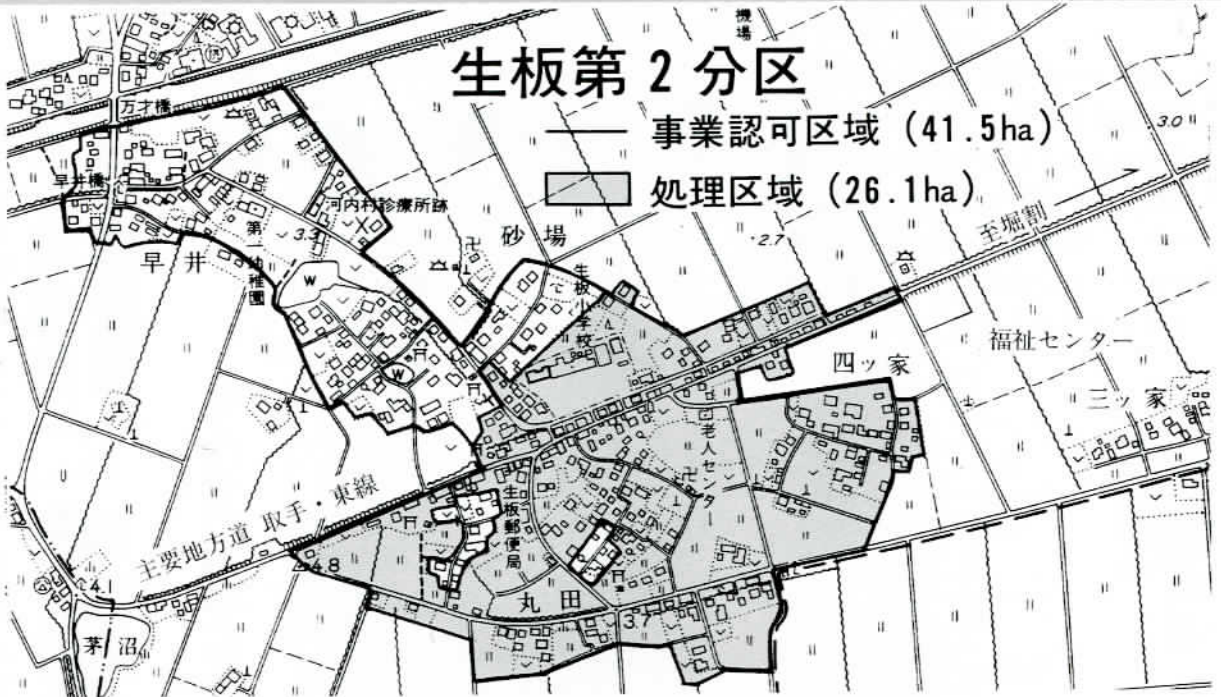 機場
生板第2分区
事業認可区域 (41.5ha)
処理区域 (26.1ha)
万才橋
早井橋
河内村診療所跡
3.3
第一幼稚園
早井
W
砂場
生板小学校
2.7
3.0
至堀割
福祉センター
四ッ家
三ッ家
W
老人センター
主要地方道 取手・東線
生板郵便局
4.8
丸田
3.7
4.1
茅沼